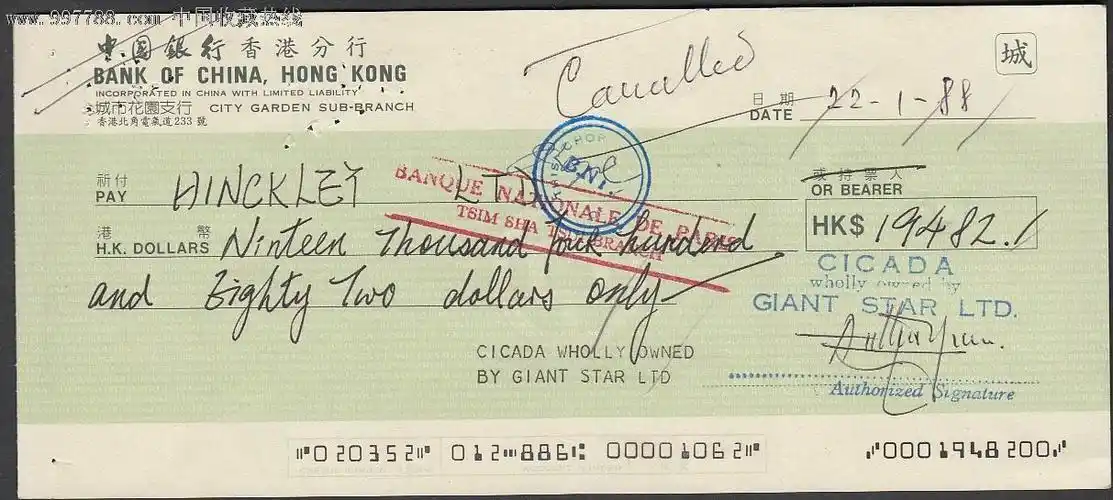 www.997788.com 中国收藏热线
中國銀行香港分行
BANK OF CHINA, HONG KONG
INCORPORATED IN CHINA WITH LIMITED LIABILITY
城市花園支行 CITY GARDEN SUB-BRANCH
香港北角電氣道233號
Cancelled
城
日期
DATE 22-1-88
祈付
PAY HINCKLEY LTD
或持票人
OR BEARER
B.N.P.
BANQUE NATIONALE DE PARIS
TSIM SHA TSUI BRANCH
港幣
H.K. DOLLARS Ninteen Thousand four hunderd
and Eighty Two dollars only
HK$ 19482.
CICADA
wholly owned by
GIANT STAR LTD.
CICADA WHOLLY OWNED
BY GIANT STAR LTD
Authorized Signature
⑈020352⑈ 012⑉886⑆ 00001062⑈ ⑇0001948200⑇